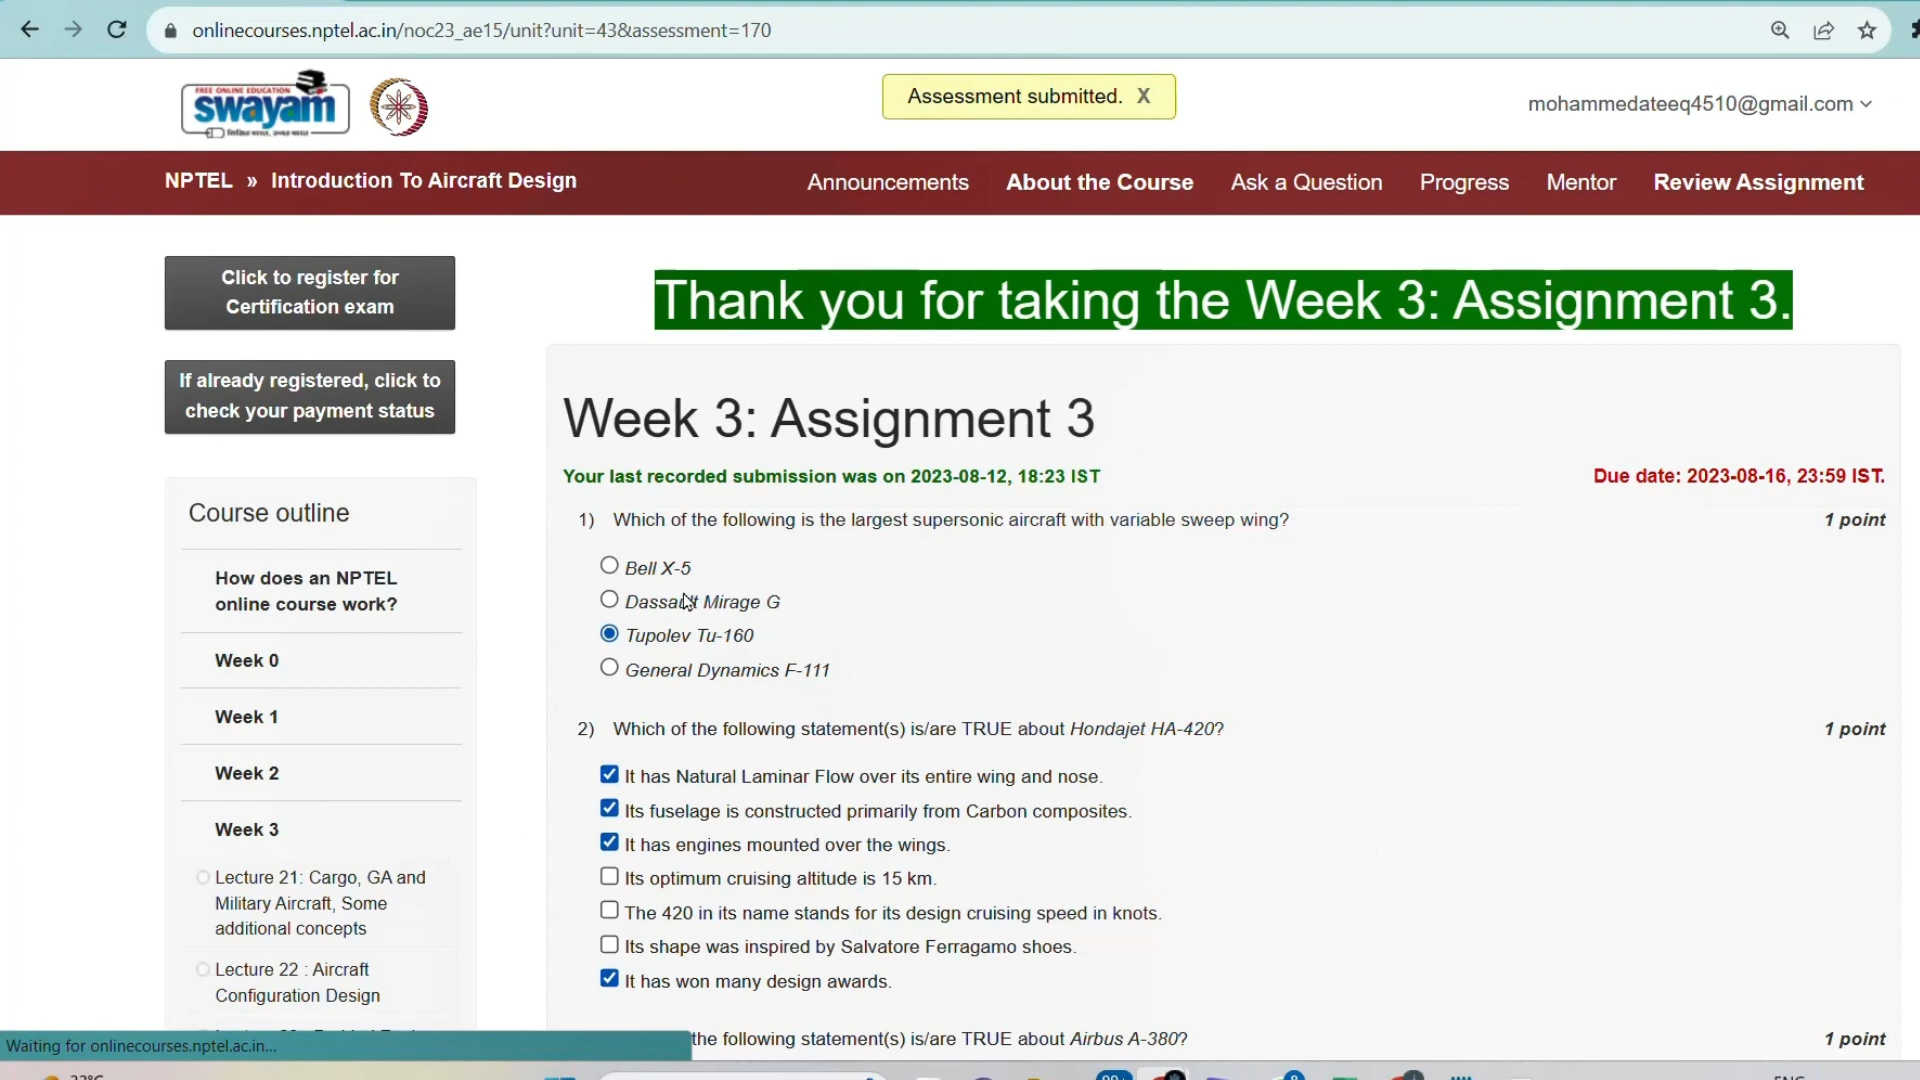 onlinecourses.nptel.ac.in/noc23_ae15/unit?unit=43&assessment=170
FREE ONLINE EDUCATION
swayam
Assessment submitted. X
mohammedateeq4510@gmail.com
NPTEL » Introduction To Aircraft Design
Announcements About the Course Ask a Question Progress Mentor Review Assignment
Click to register for
Certification exam
If already registered, click to
check your payment status
Course outline
How does an NPTEL
online course work?
Week 0
Week 1
Week 2
Week 3
Lecture 21: Cargo, GA and
Military Aircraft, Some
additional concepts
Lecture 22 : Aircraft
Configuration Design
Thank you for taking the Week 3: Assignment 3.
Week 3: Assignment 3
Your last recorded submission was on 2023-08-12, 18:23 IST
Due date: 2023-08-16, 23:59 IST.
1) Which of the following is the largest supersonic aircraft with variable sweep wing? 1 point
Bell X-5
Dassault Mirage G
Tupolev Tu-160
General Dynamics F-111
2) Which of the following statement(s) is/are TRUE about Hondajet HA-420? 1 point
It has Natural Laminar Flow over its entire wing and nose.
Its fuselage is constructed primarily from Carbon composites.
It has engines mounted over the wings.
Its optimum cruising altitude is 15 km.
The 420 in its name stands for its design cruising speed in knots.
Its shape was inspired by Salvatore Ferragamo shoes.
It has won many design awards.
the following statement(s) is/are TRUE about Airbus A-380? 1 point
Waiting for onlinecourses.nptel.ac.in...